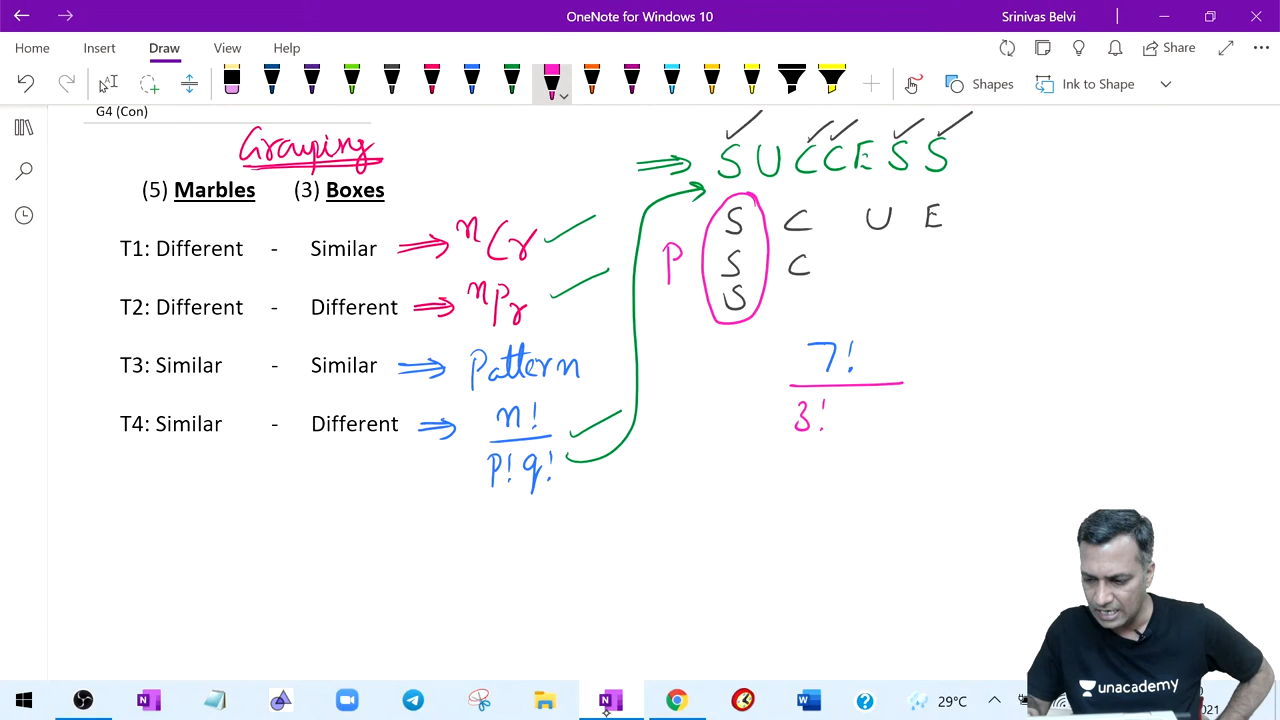 OneNote for Windows 10
Srinivas Belvi
Home Insert Draw View Help
Share
Shapes
Ink to Shape
G4 (Con)
Grouping
(5) Marbles (3) Boxes
T1: Different - Similar ⇒ nCr
T2: Different - Different ⇒ nPr
T3: Similar - Similar ⇒ Pattern
T4: Similar - Different ⇒ n!
p! q!
⇒ SUCCESS
S C U E
P S C
S
7!
3!
unacademy
29°C
2021